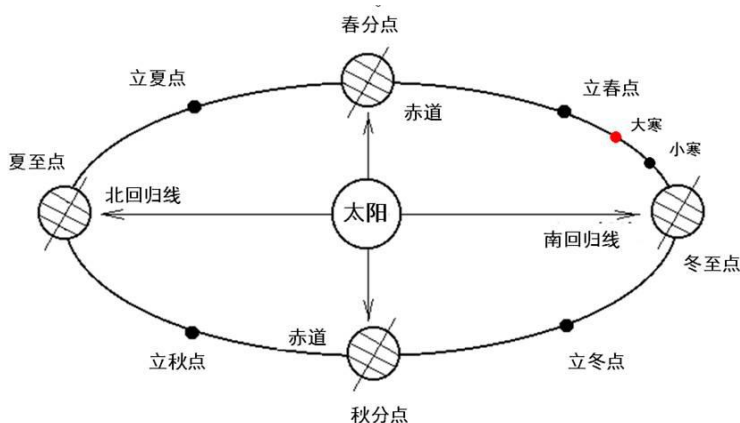 春分点
立夏点
立春点
赤道
大寒
小寒
夏至点
北回归线
太阳
南回归线
冬至点
赤道
立秋点
立冬点
秋分点